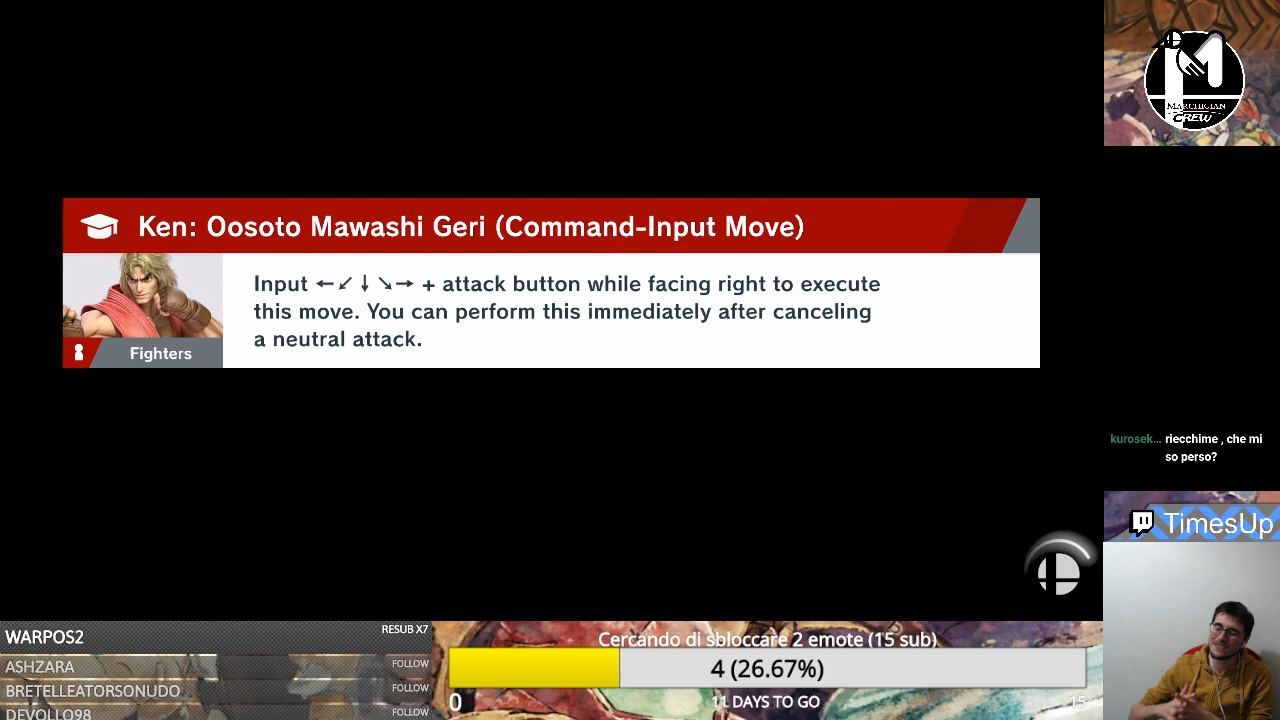 MARCHIGIAN
CREW
Ken: Oosoto Mawashi Geri (Command-Input Move)
Input ←↙↓↘→ + attack button while facing right to execute
this move. You can perform this immediately after canceling
a neutral attack.
Fighters
kurosek... riecchime , che mi
so perso?
TimesUp
WARPOS2 RESUB X7
ASHZARA FOLLOW
BRETELLEATORSONUDO FOLLOW
DEVOLLO98 FOLLOW
Cercando di sbloccare 2 emote (15 sub)
4 (26.67%)
0 11 DAYS TO GO 15